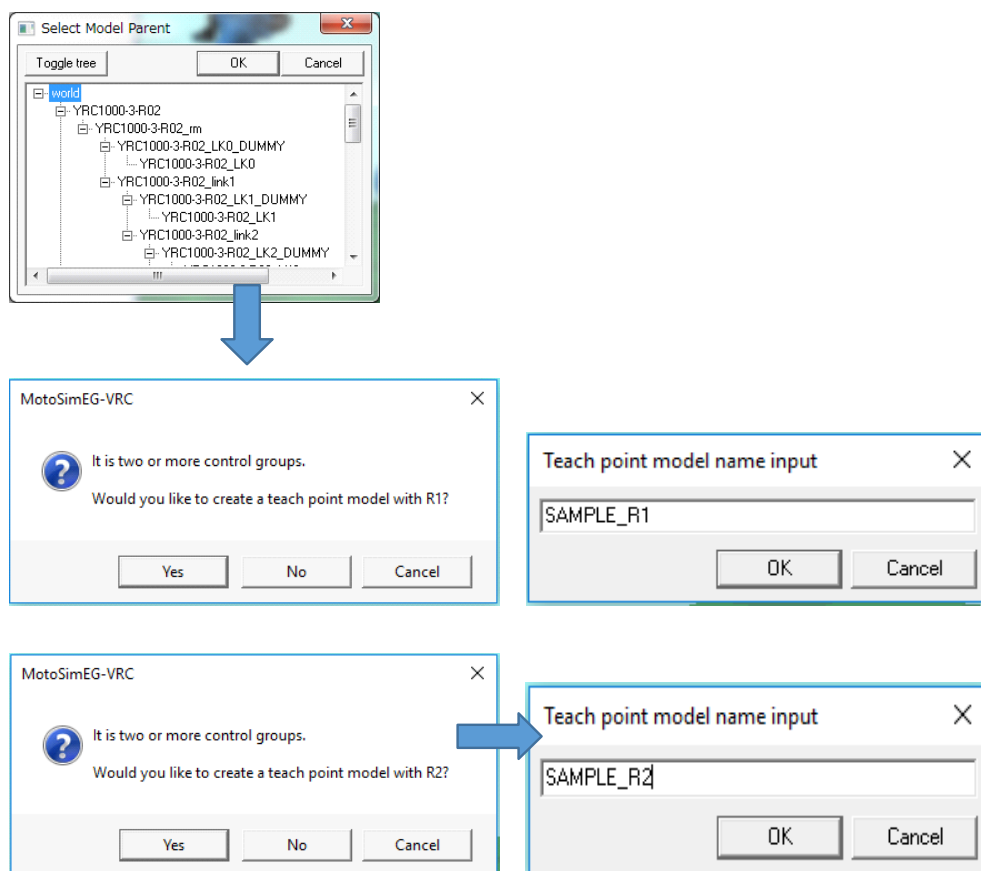 Select Model Parent
Toggle tree
OK
Cancel
world
YRC1000-3-R02
YRC1000-3-R02_rm
YRC1000-3-R02_LK0_DUMMY
YRC1000-3-R02_LK0
YRC1000-3-R02_link1
YRC1000-3-R02_LK1_DUMMY
YRC1000-3-R02_LK1
YRC1000-3-R02_link2
YRC1000-3-R02_LK2_DUMMY
MotoSimEG-VRC
It is two or more control groups.
Would you like to create a teach point model with R1?
Yes
No
Cancel
Teach point model name input
SAMPLE_R1
OK
Cancel
MotoSimEG-VRC
It is two or more control groups.
Would you like to create a teach point model with R2?
Yes
No
Cancel
Teach point model name input
SAMPLE_R2
OK
Cancel